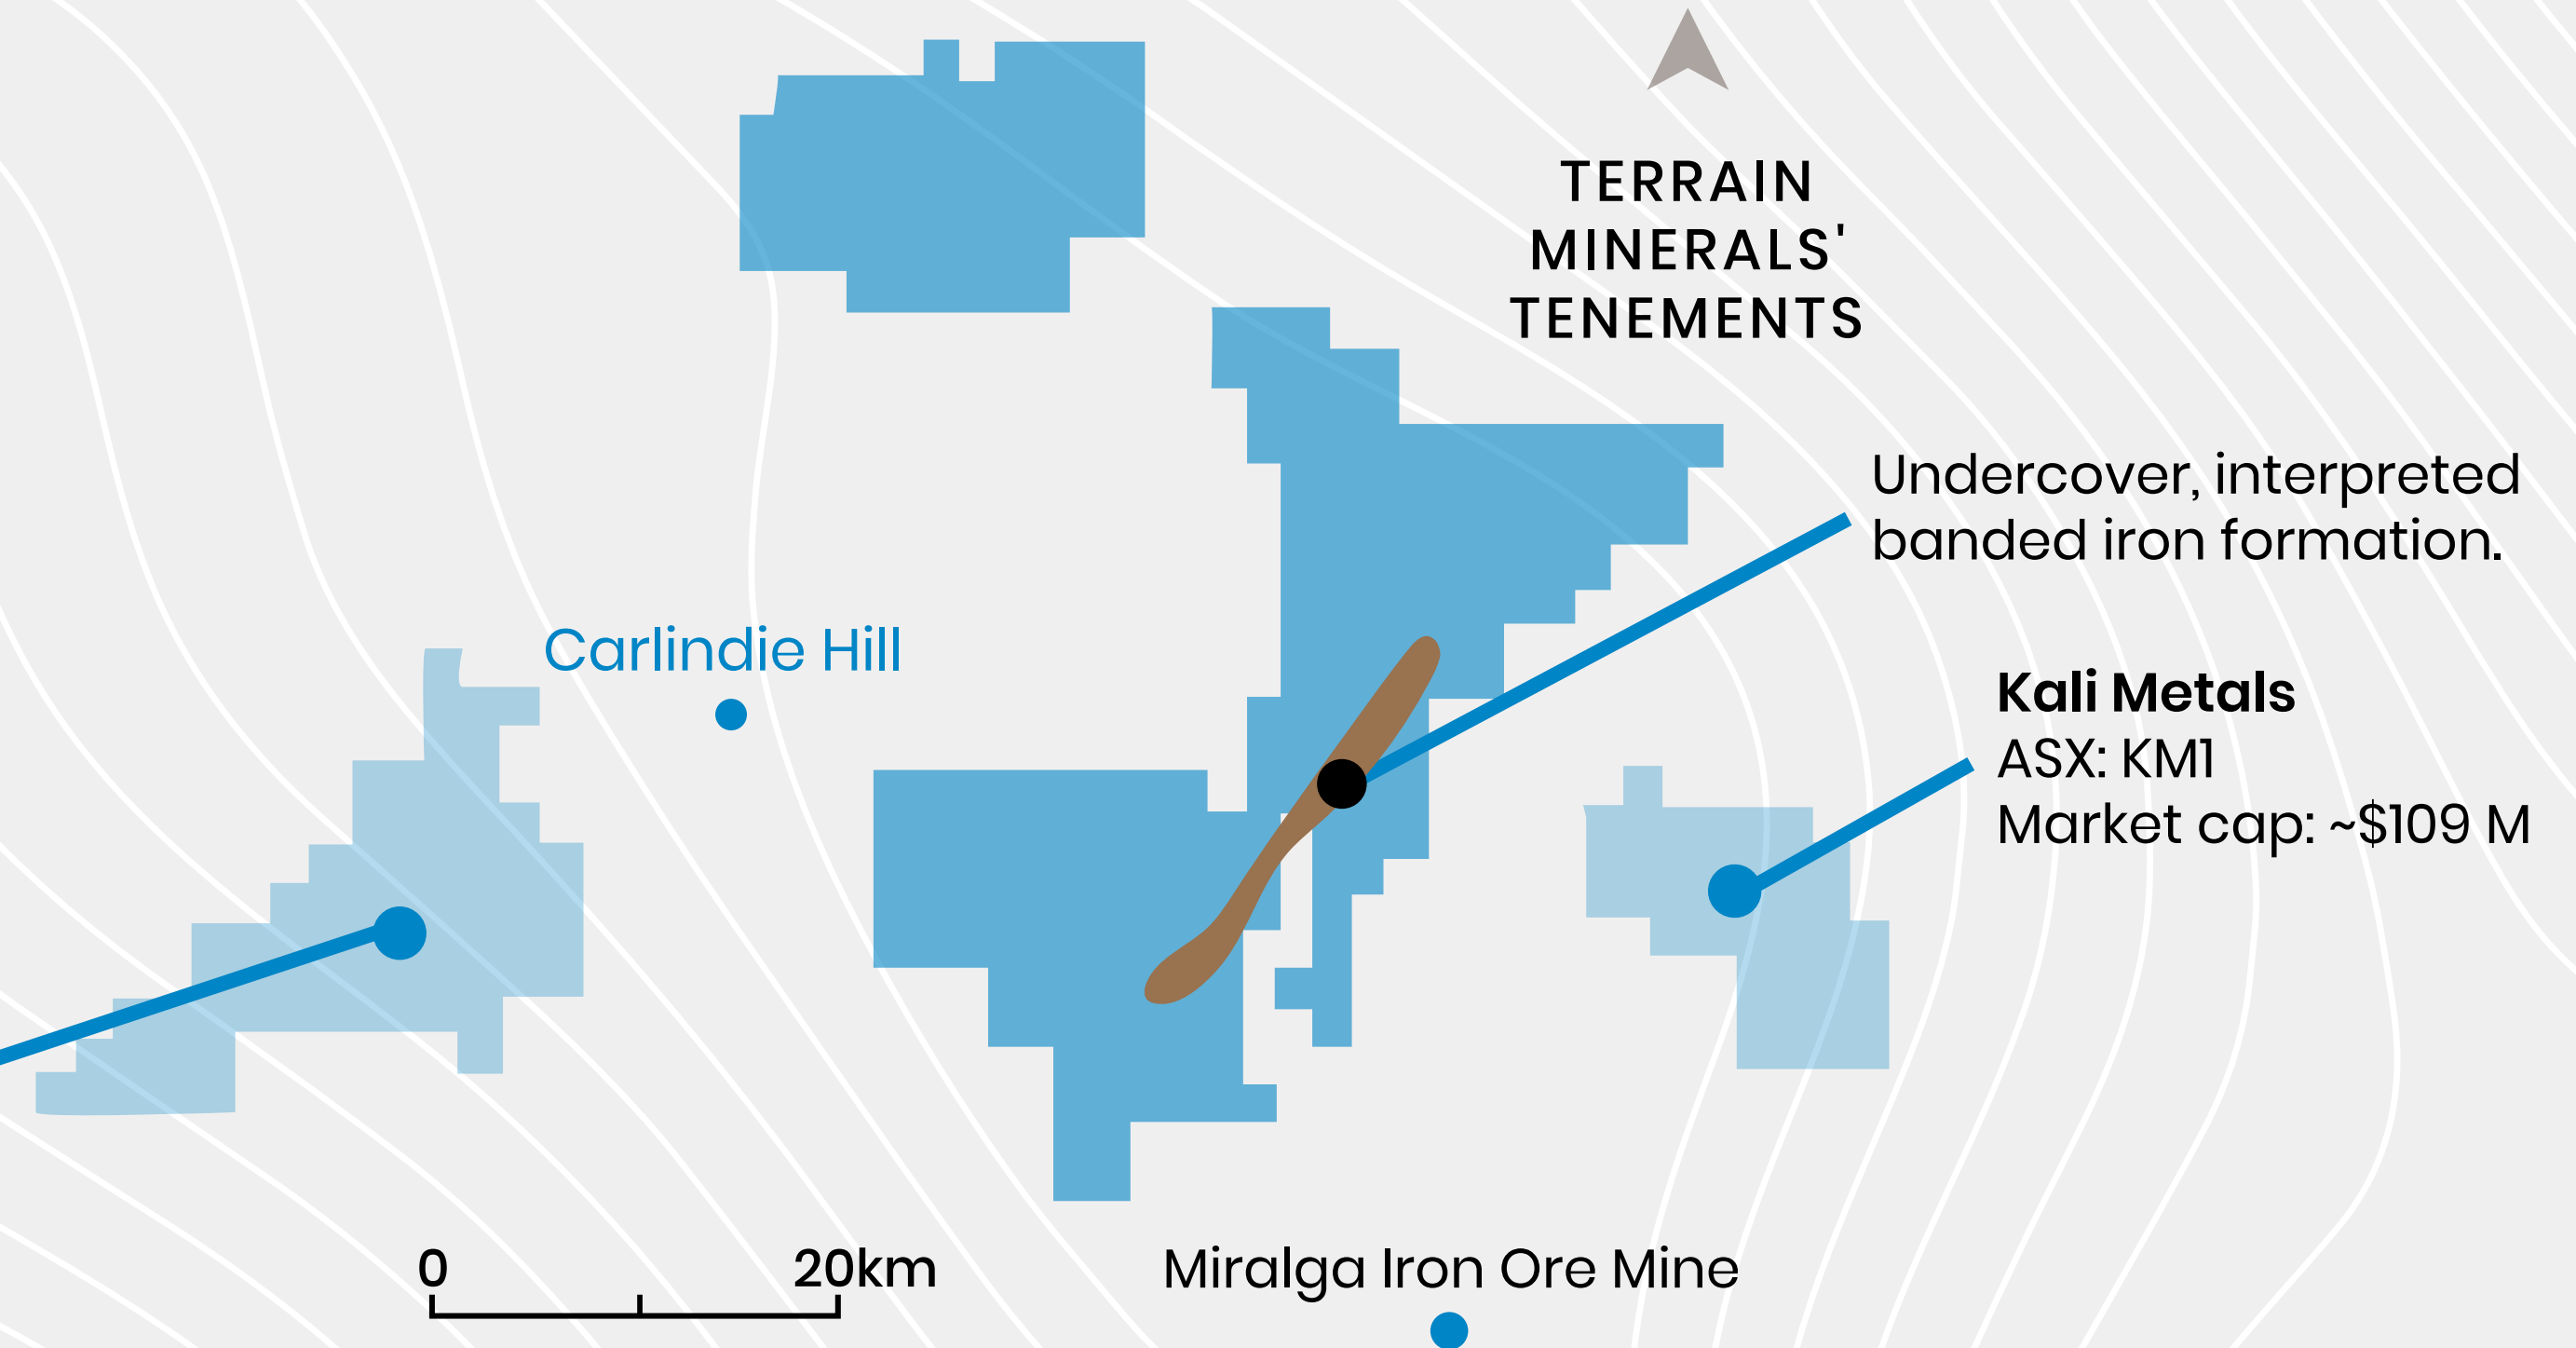 TERRAIN
MINERALS'
TENEMENTS
Undercover, interpreted
banded iron formation.
Carlindie Hill
Kali Metals
ASX: KM1
Market cap: ~$109 M
0
20km
Miralga Iron Ore Mine